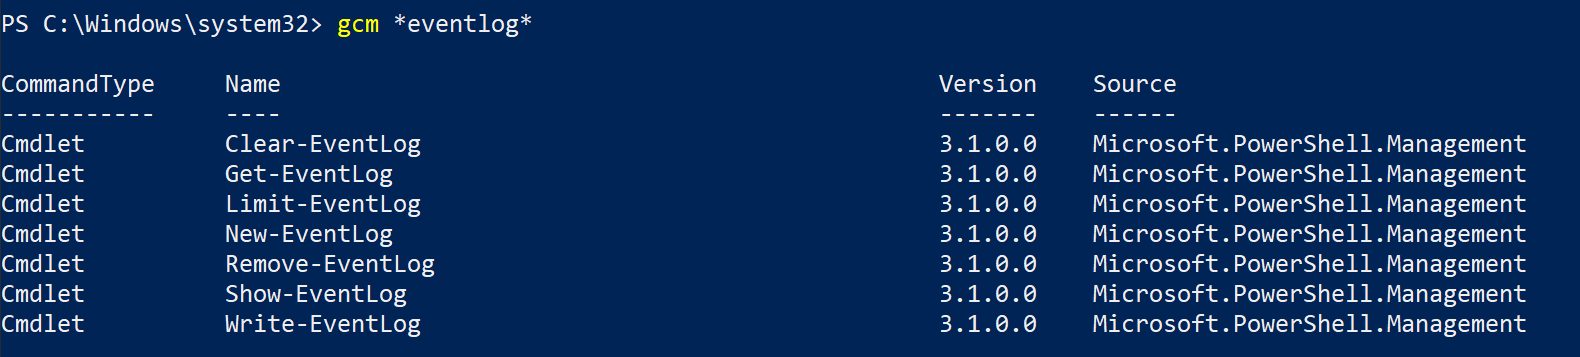 PS C:\Windows\system32> gcm *eventlog*
CommandType     Name                                               Version    Source
-----------     ----                                               -------    ------
Cmdlet          Clear-EventLog                                     3.1.0.0    Microsoft.PowerShell.Management
Cmdlet          Get-EventLog                                       3.1.0.0    Microsoft.PowerShell.Management
Cmdlet          Limit-EventLog                                     3.1.0.0    Microsoft.PowerShell.Management
Cmdlet          New-EventLog                                       3.1.0.0    Microsoft.PowerShell.Management
Cmdlet          Remove-EventLog                                    3.1.0.0    Microsoft.PowerShell.Management
Cmdlet          Show-EventLog                                      3.1.0.0    Microsoft.PowerShell.Management
Cmdlet          Write-EventLog                                     3.1.0.0    Microsoft.PowerShell.Management